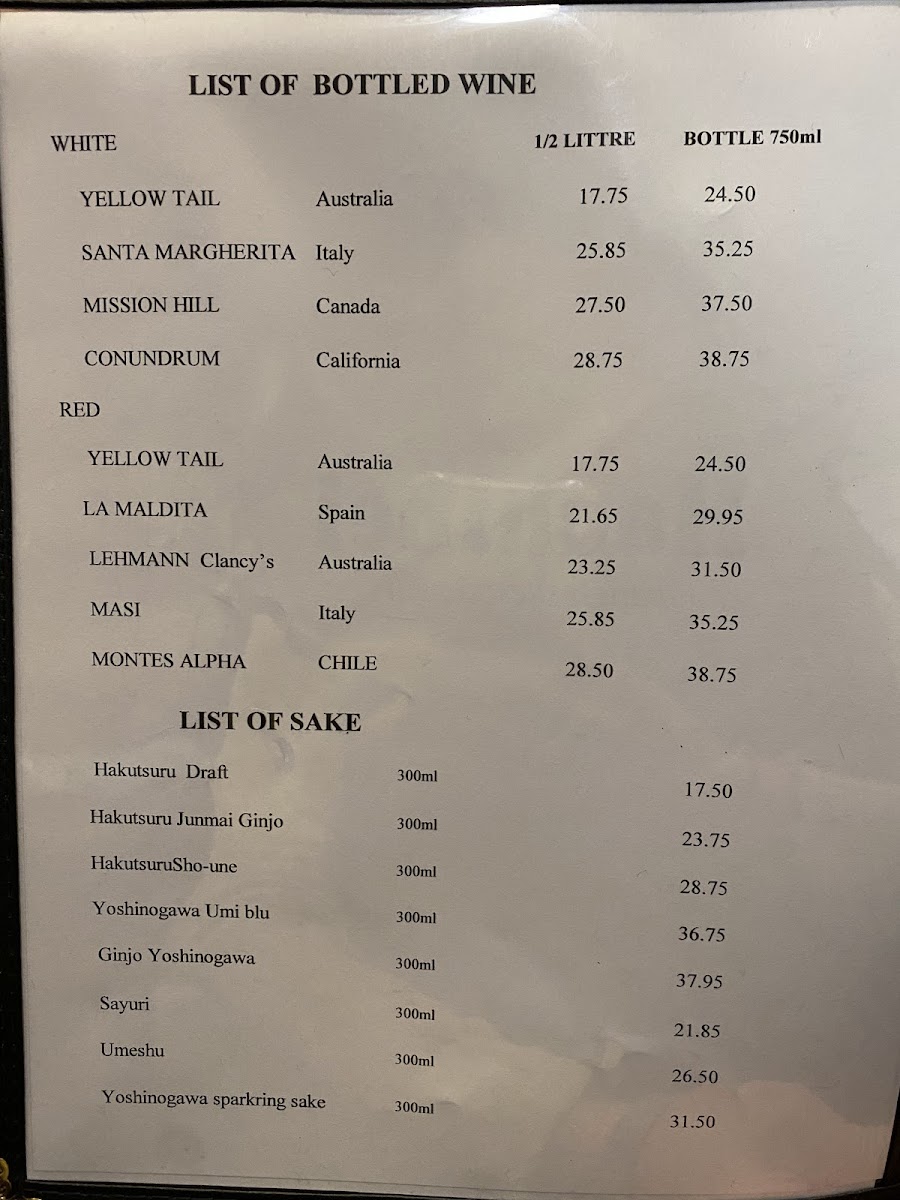 LIST OF BOTTLED WINE
WHITE 1/2 LITTRE BOTTLE 750ml
YELLOW TAIL Australia 17.75 24.50
SANTA MARGHERITA Italy 25.85 35.25
MISSION HILL Canada 27.50 37.50
CONUNDRUM California 28.75 38.75
RED
YELLOW TAIL Australia 17.75 24.50
LA MALDITA Spain 21.65 29.95
LEHMANN Clancy's Australia 23.25 31.50
MASI Italy 25.85 35.25
MONTES ALPHA CHILE 28.50 38.75
LIST OF SAKE
Hakutsuru Draft 300ml 17.50
Hakutsuru Junmai Ginjo 300ml 23.75
HakutsuruSho-une 300ml 28.75
Yoshinogawa Umi blu 300ml 36.75
Ginjo Yoshinogawa 300ml 37.95
Sayuri 300ml 21.85
Umeshu 300ml 26.50
Yoshinogawa sparkring sake 300ml 31.50